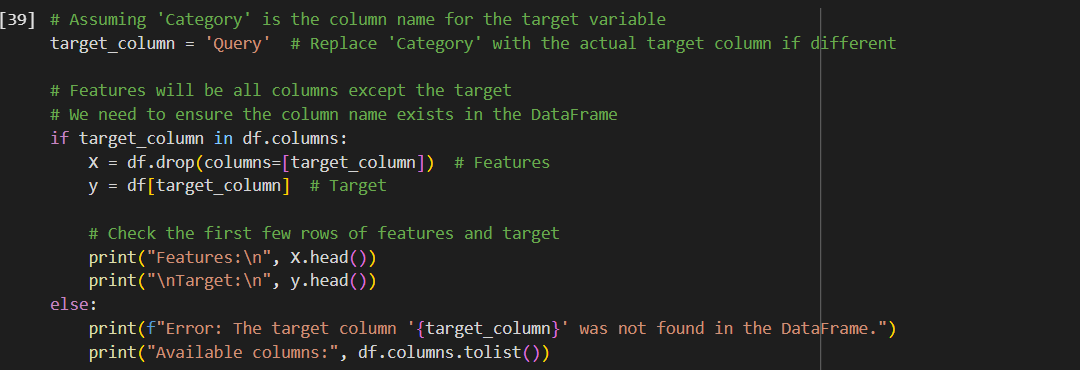 [39] # Assuming 'Category' is the column name for the target variable
target_column = 'Query'  # Replace 'Category' with the actual target column if different
# Features will be all columns except the target
# We need to ensure the column name exists in the DataFrame
if target_column in df.columns:
    X = df.drop(columns=[target_column])  # Features
    y = df[target_column]  # Target
    # Check the first few rows of features and target
    print("Features:\n", X.head())
    print("\nTarget:\n", y.head())
else:
    print(f"Error: The target column '{target_column}' was not found in the DataFrame.")
    print("Available columns:", df.columns.tolist())